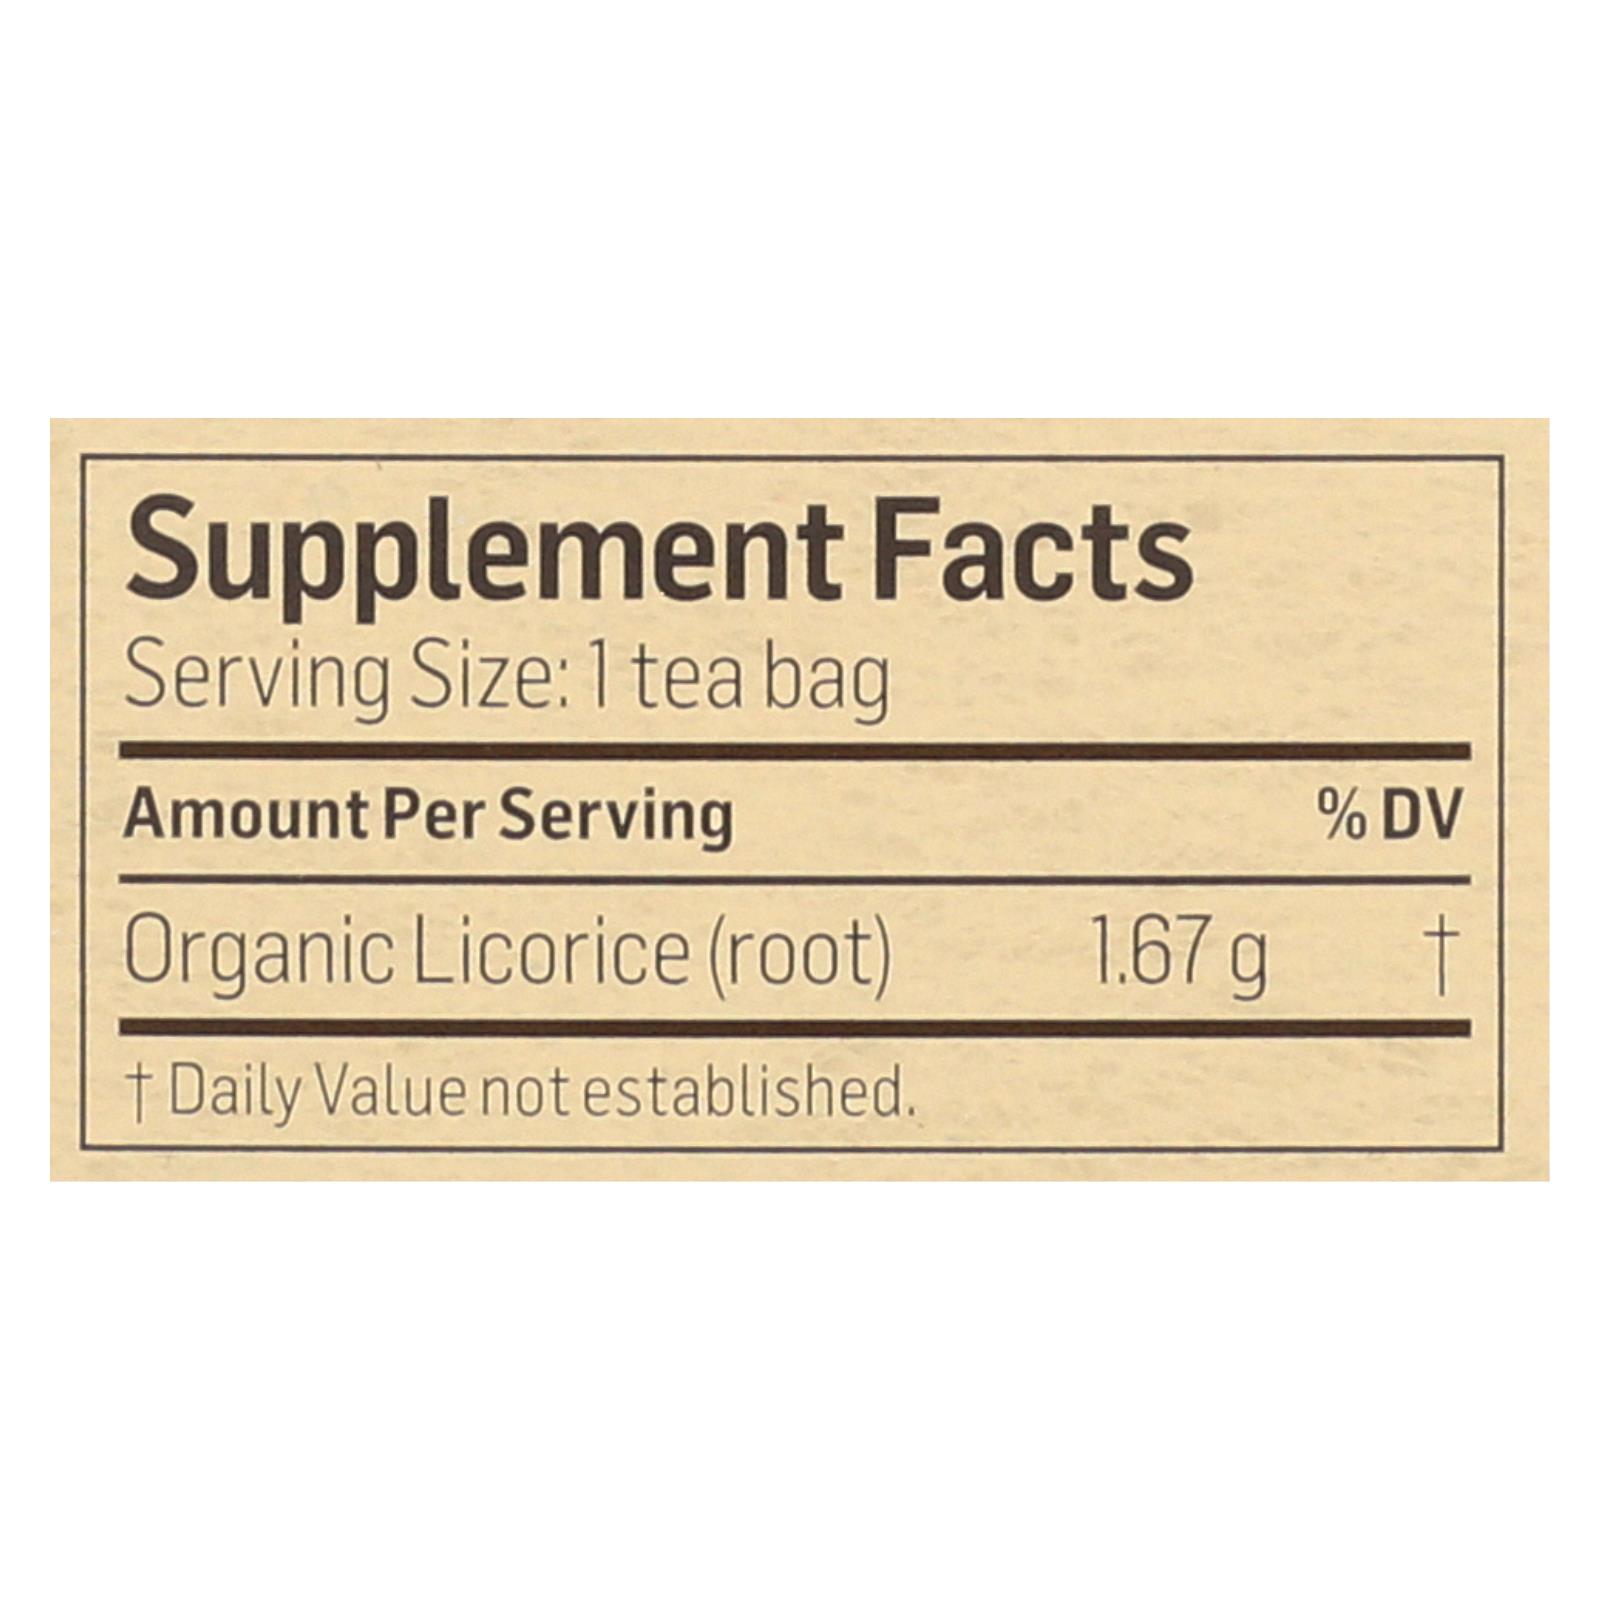 Supplement Facts
Serving Size: 1 tea bag
Amount Per Serving % DV
Organic Licorice (root) 1.67 g †
† Daily Value not established.